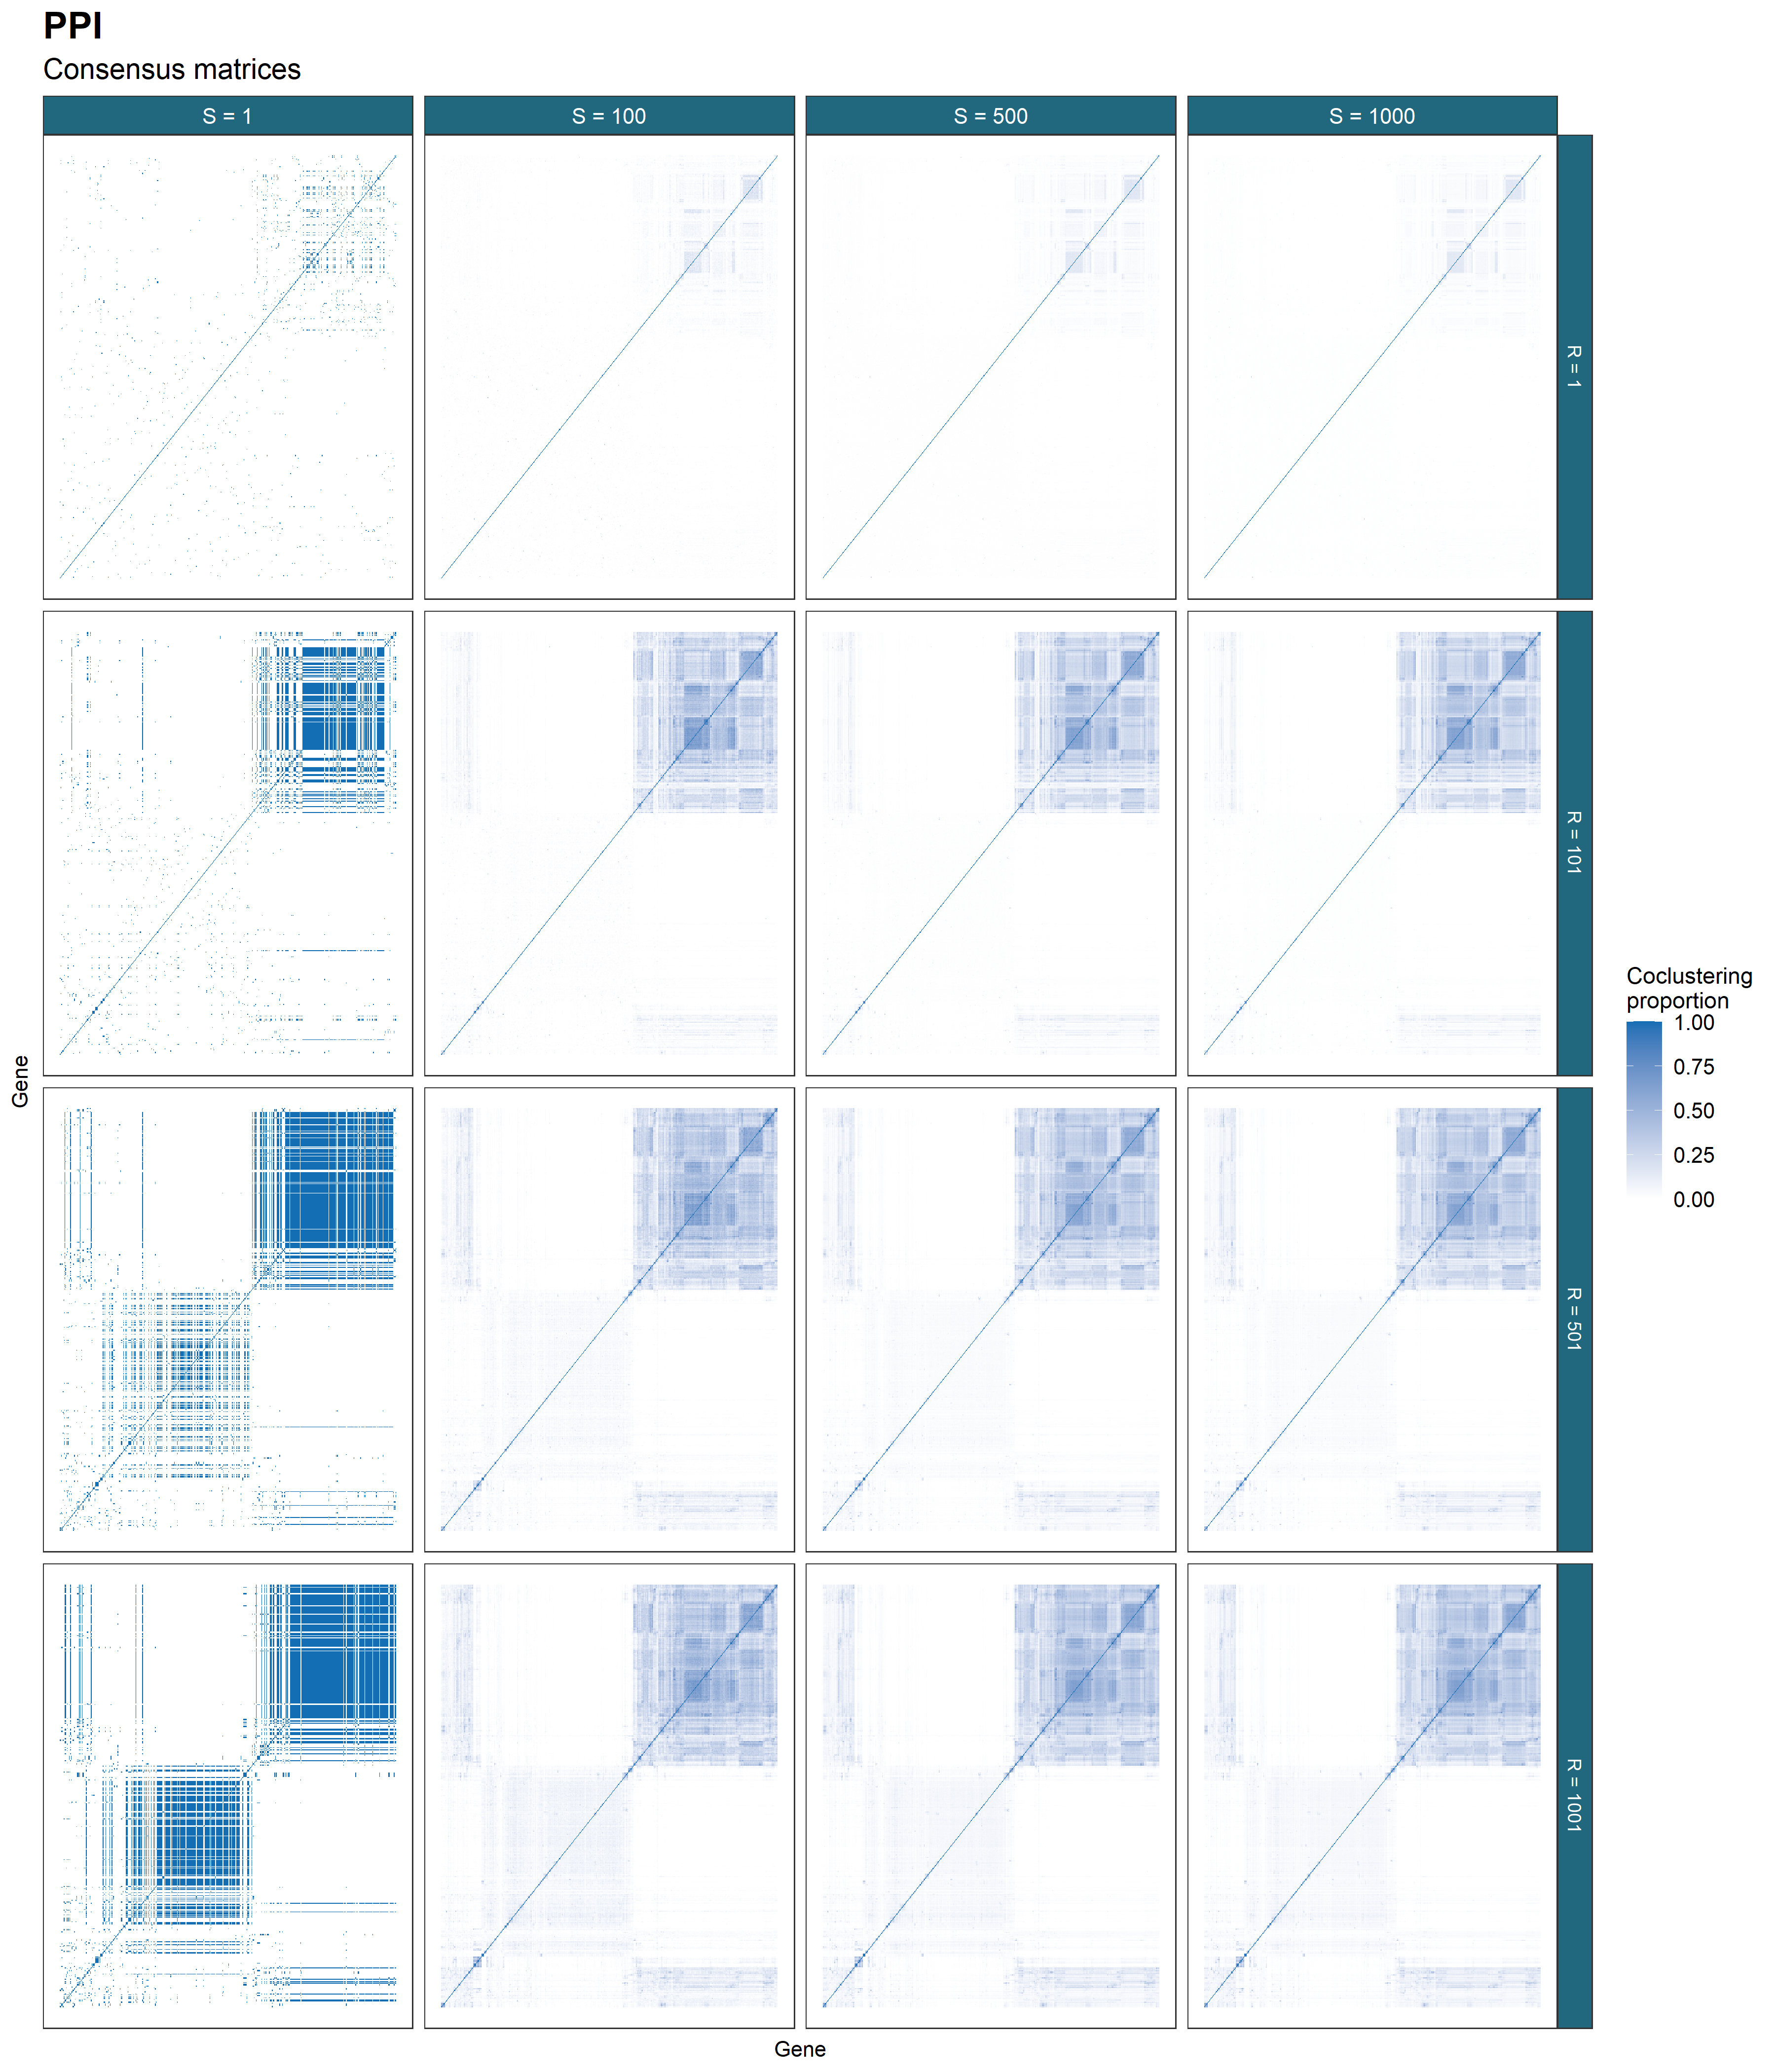 PPI
Consensus matrices
S = 1
S = 100
S = 500
S = 1000
R = 1
R = 101
R = 501
R = 1001
Gene
Gene
Coclustering
proportion
1.00
0.75
0.50
0.25
0.00